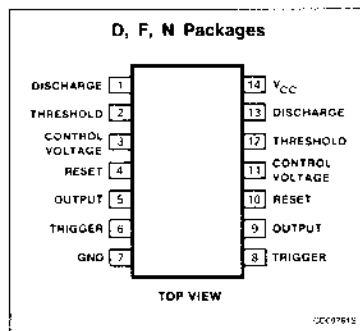 D, F, N Packages
DISCHARGE 1
THRESHOLD 2
CONTROL VOLTAGE 3
RESET 4
OUTPUT 5
TRIGGER 6
GND 7
14 VCC
13 DISCHARGE
12 THRESHOLD
11 CONTROL VOLTAGE
10 RESET
9 OUTPUT
8 TRIGGER
TOP VIEW